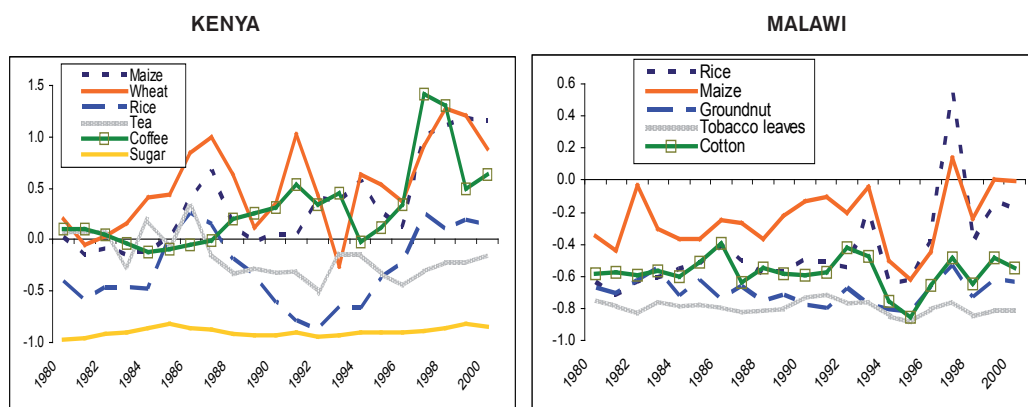 KENYA
Maize
Wheat
Rice
Tea
Coffee
Sugar
1.5
1.0
0.5
0.0
-0.5
-1.0
1980
1982
1984
1986
1988
1990
1992
1994
1996
1998
2000
MALAWI
Rice
Maize
Groundnut
Tobacco leaves
Cotton
0.6
0.4
0.2
0.0
-0.2
-0.4
-0.6
-0.8
-1.0
1980
1982
1984
1986
1988
1990
1992
1994
1996
1998
2000